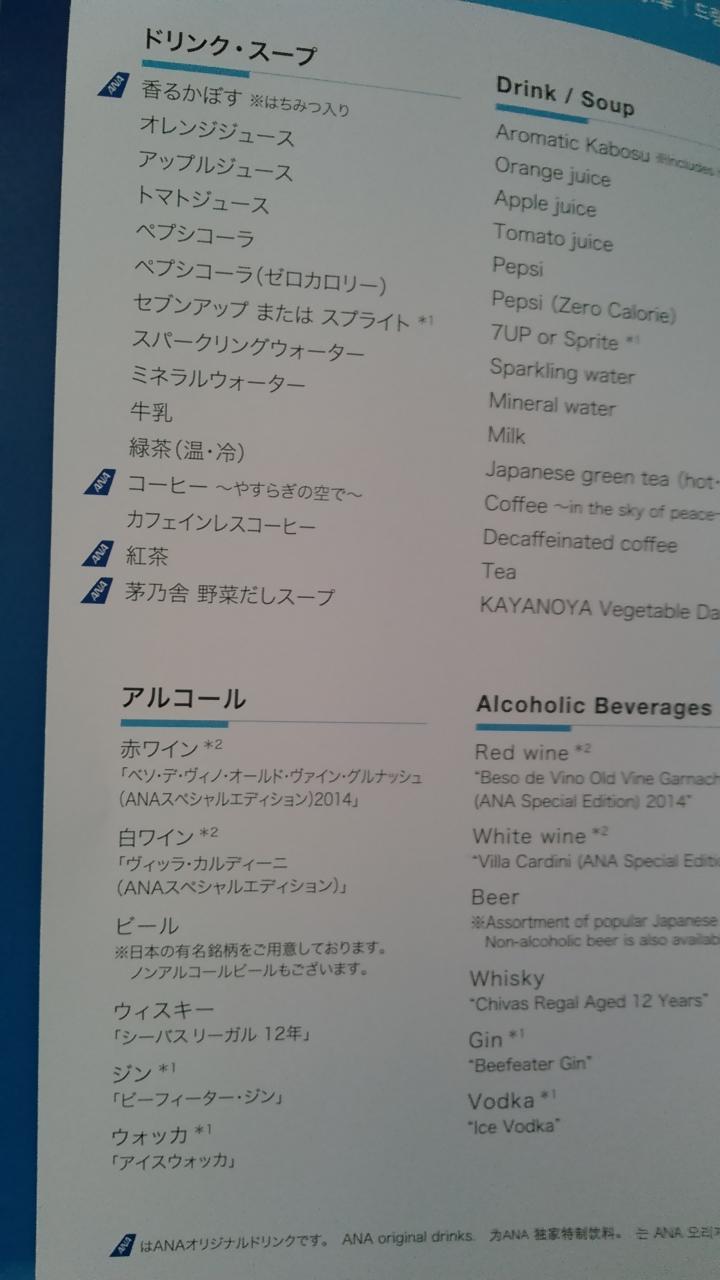 ドリンク・スープ
ANA 香るかぼす ※はちみつ入り
オレンジジュース
アップルジュース
トマトジュース
ペプシコーラ
ペプシコーラ(ゼロカロリー)
セブンアップ または スプライト *1
スパークリングウォーター
ミネラルウォーター
牛乳
緑茶(温・冷)
ANA コーヒー ～やすらぎの空で～
カフェインレスコーヒー
ANA 紅茶
ANA 茅乃舎 野菜だしスープ
アルコール
赤ワイン *2
「ベソ・デ・ヴィノ・オールド・ヴァイン・グルナッシュ
(ANAスペシャルエディション)2014」
白ワイン *2
「ヴィッラ・カルディーニ
(ANAスペシャルエディション)」
ビール
※日本の有名銘柄をご用意しております。
ノンアルコールビールもございます。
ウィスキー
「シーバスリーガル 12年」
ジン *1
「ビーフィーター・ジン」
ウォッカ *1
「アイスウォッカ」
Drink / Soup
Aromatic Kabosu ※includes
Orange juice
Apple juice
Tomato juice
Pepsi
Pepsi (Zero Calorie)
7UP or Sprite *1
Sparkling water
Mineral water
Milk
Japanese green tea (hot・
Coffee ～in the sky of peace～
Decaffeinated coffee
Tea
KAYANOYA Vegetable Da
Alcoholic Beverages
Red wine *2
"Beso de Vino Old Vine Garnach
(ANA Special Edition) 2014"
White wine *2
"Villa Cardini (ANA Special Editi
Beer
※Assortment of popular Japanese
Non-alcoholic beer is also availab
Whisky
"Chivas Regal Aged 12 Years"
Gin *1
"Beefeater Gin"
Vodka *1
"Ice Vodka"
ANA はANAオリジナルドリンクです。 ANA original drinks. 为ANA 独家特制饮料。 는 ANA 오리지